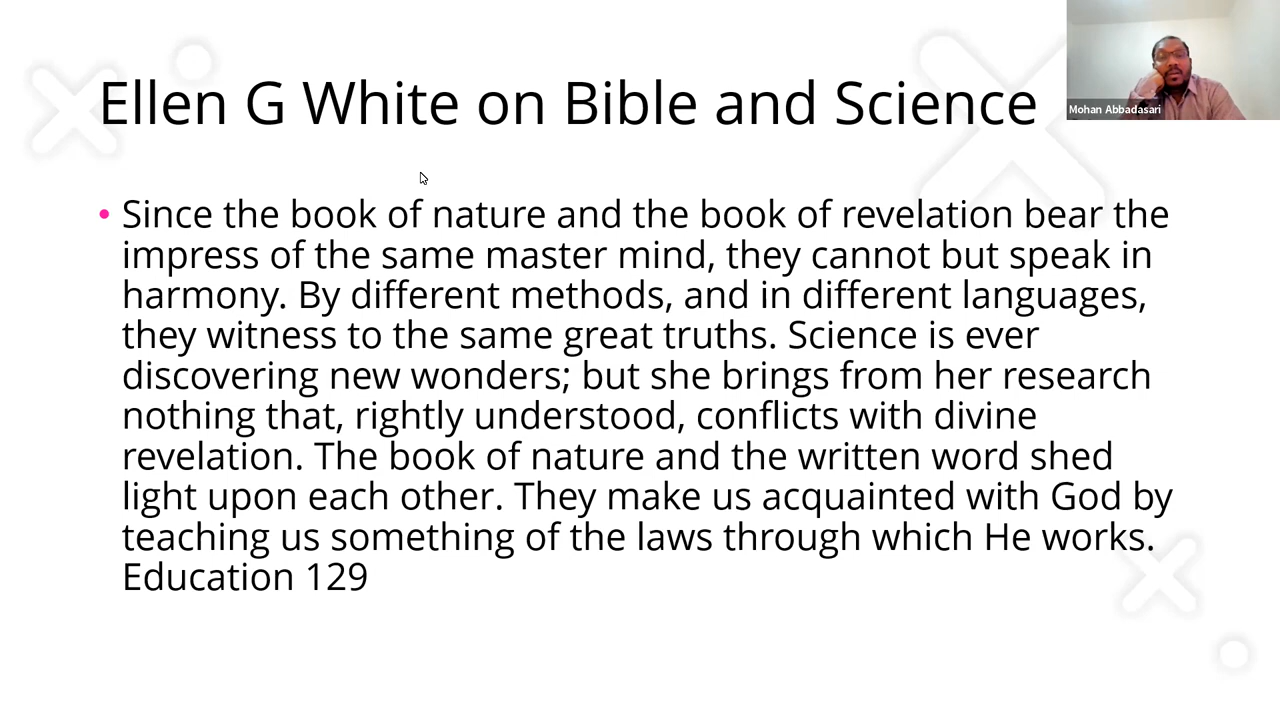 Ellen G White on Bible and Science
Mohan Abbadasari
• Since the book of nature and the book of revelation bear the
impress of the same master mind, they cannot but speak in
harmony. By different methods, and in different languages,
they witness to the same great truths. Science is ever
discovering new wonders; but she brings from her research
nothing that, rightly understood, conflicts with divine
revelation. The book of nature and the written word shed
light upon each other. They make us acquainted with God by
teaching us something of the laws through which He works.
Education 129